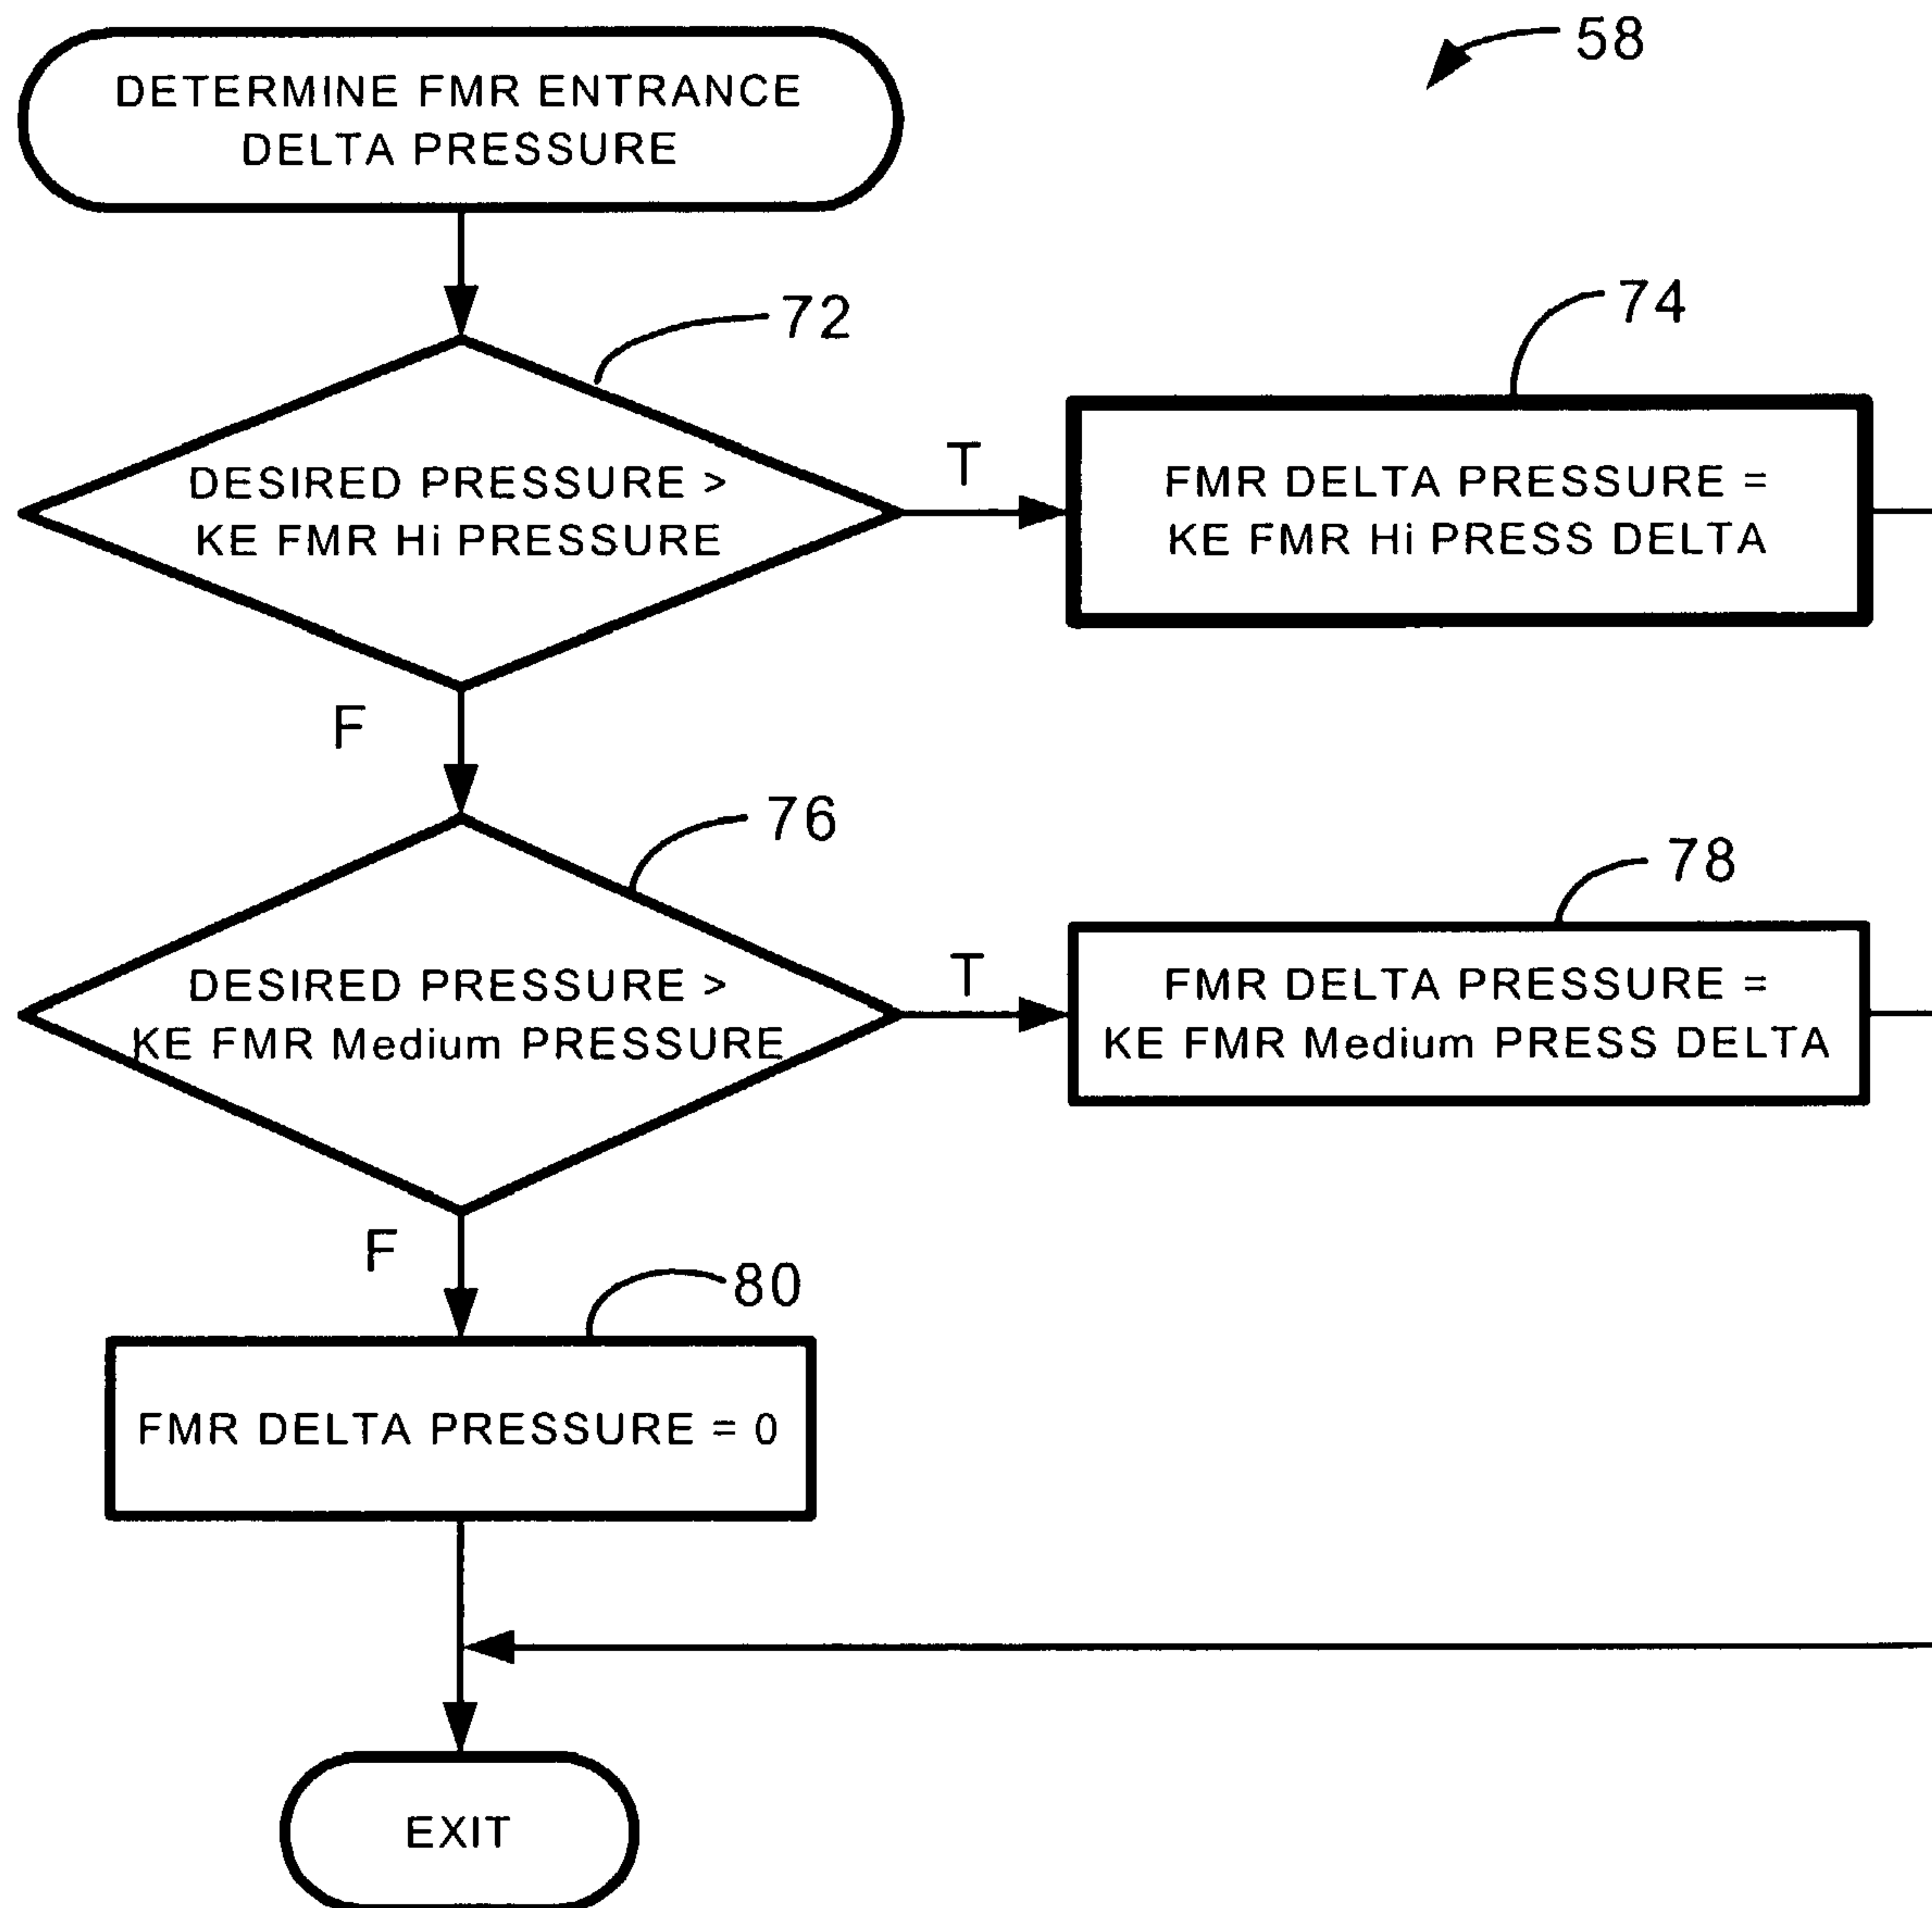 58
DETERMINE FMR ENTRANCE
DELTA PRESSURE
72
74
DESIRED PRESSURE >
KE FMR Hi PRESSURE
T
FMR DELTA PRESSURE =
KE FMR Hi PRESS DELTA
F
76
78
DESIRED PRESSURE >
KE FMR Medium PRESSURE
T
FMR DELTA PRESSURE =
KE FMR Medium PRESS DELTA
F
80
FMR DELTA PRESSURE = 0
EXIT